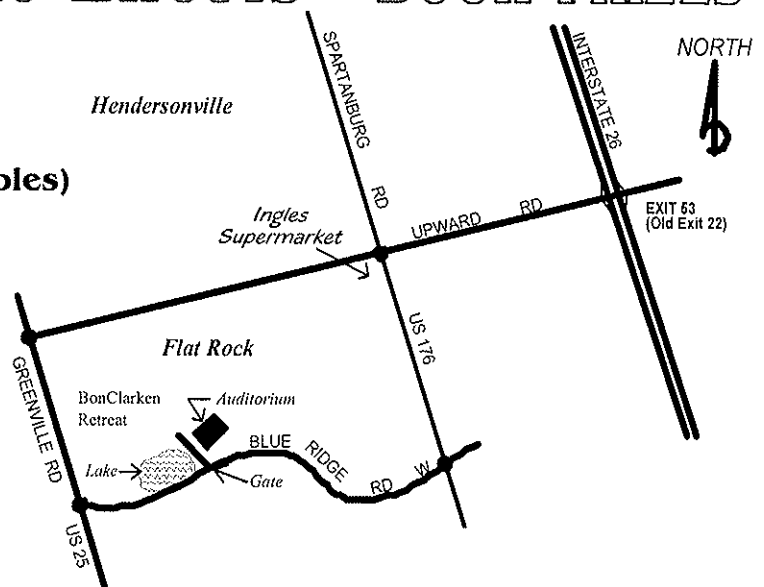 NORTH
Hendersonville
SPARTANBURG RD
INTERSTATE 26
ples)
Ingles
Supermarket
UPWARD RD
EXIT 53
(Old Exit 22)
US 176
Flat Rock
GREENVILLE RD
BonClarken
Retreat
Auditorium
BLUE RIDGE RD W
Lake
Gate
US 25